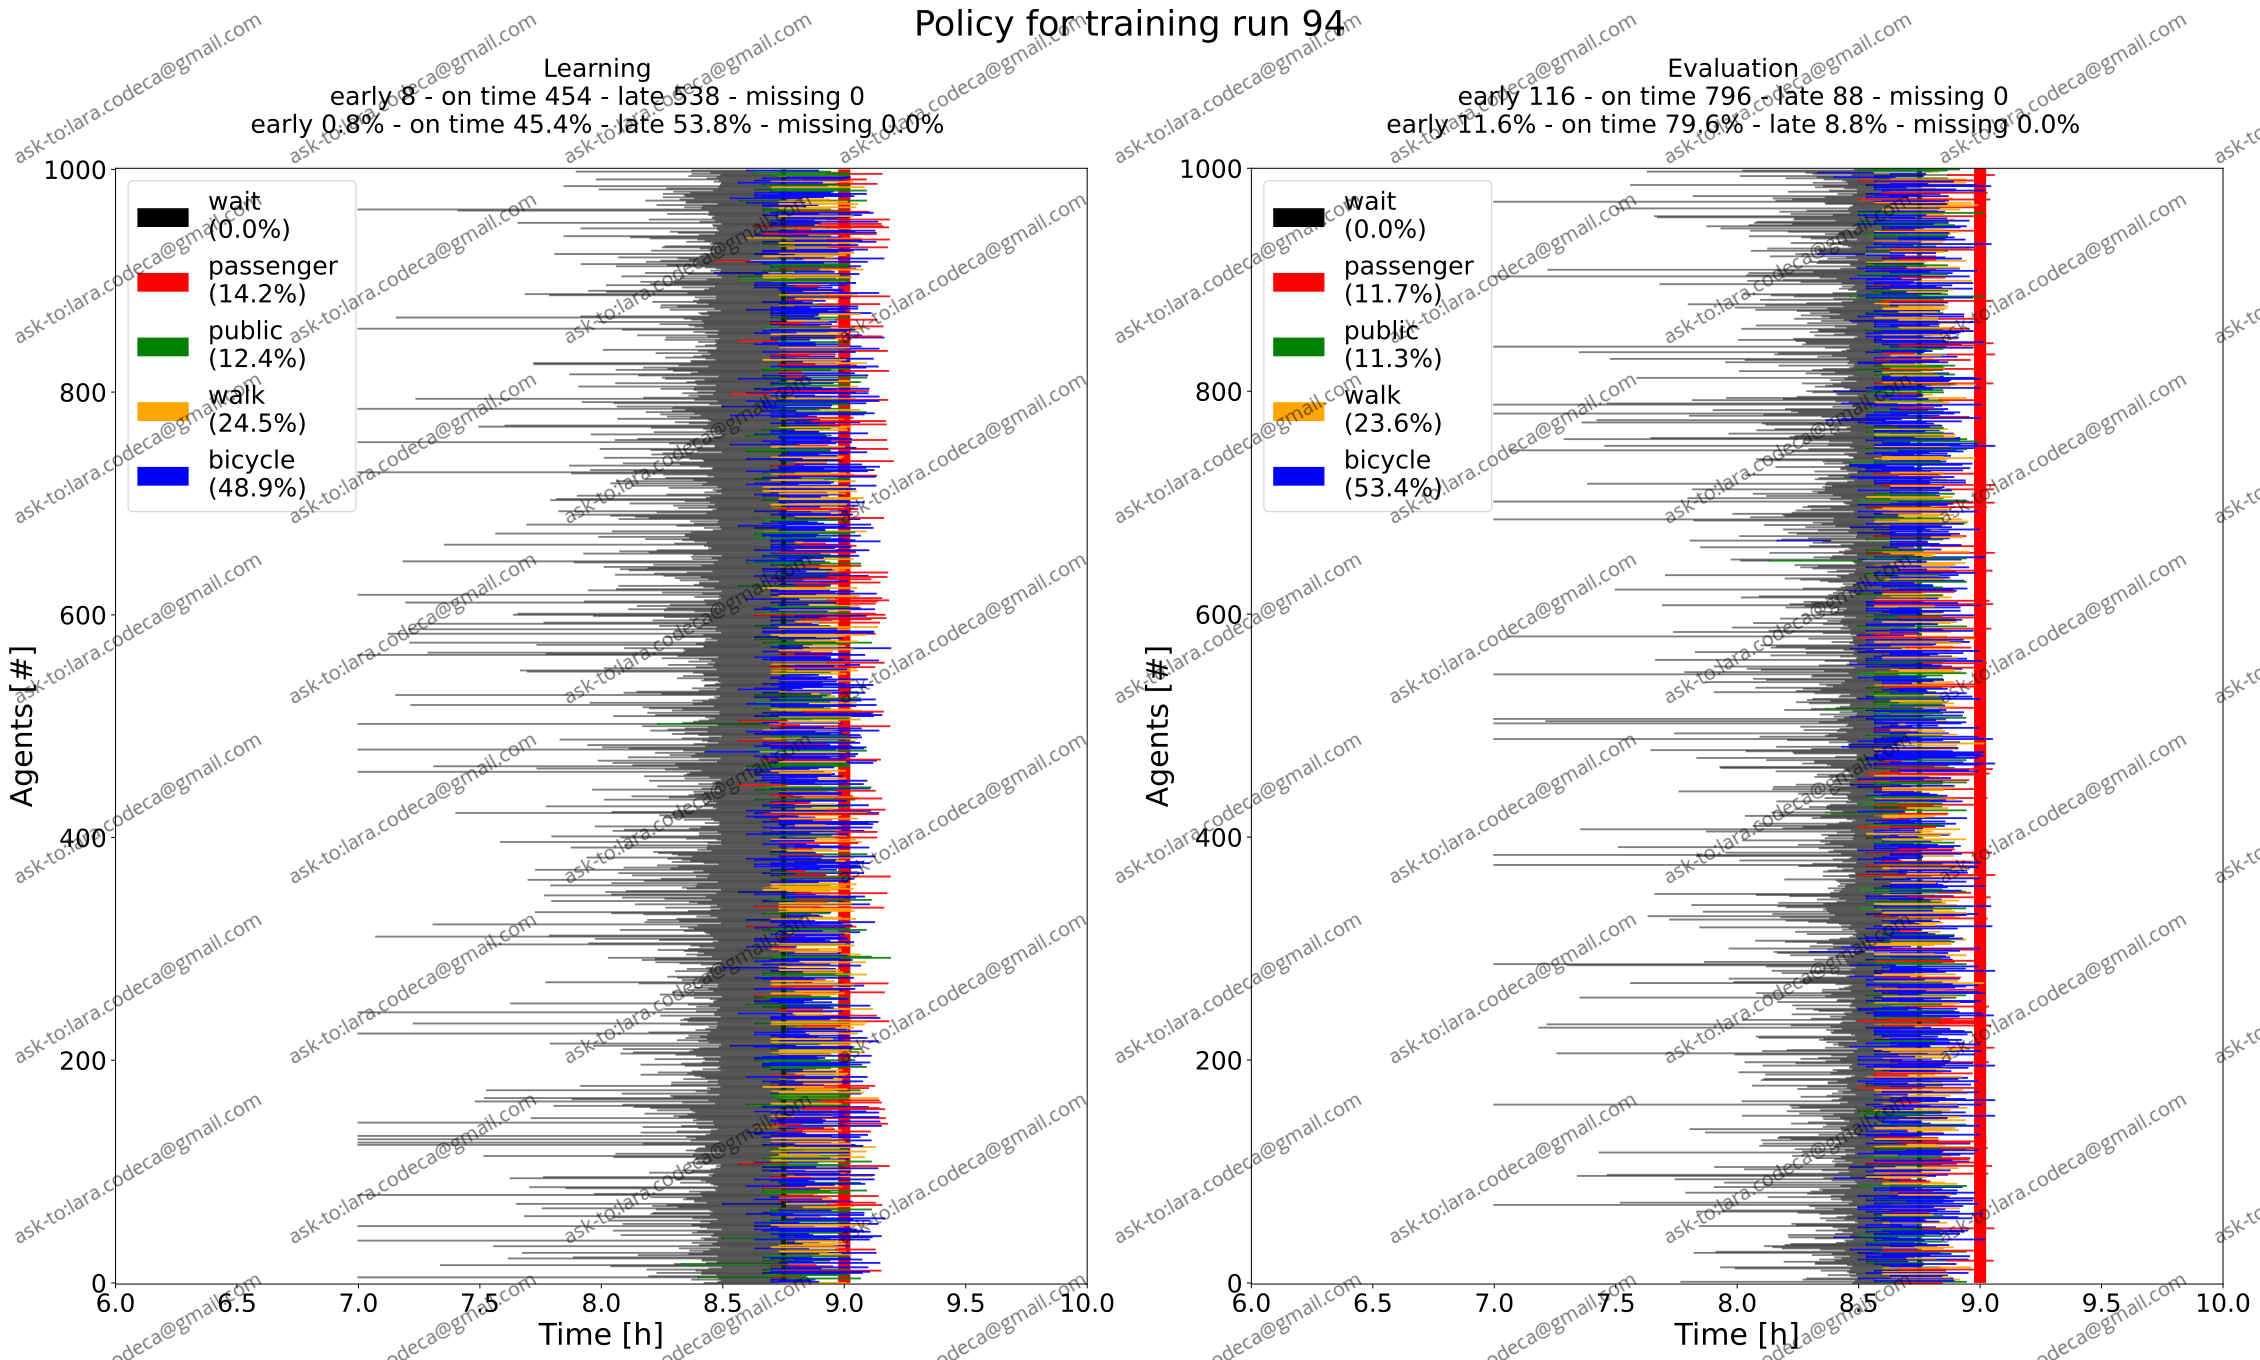 Policy for training run 94
Learning
early 8 - on time 454 - late 538 - missing 0
early 0.8% - on time 45.4% - late 53.8% - missing 0.0%
1000
800
600
400
200
0
Agents [#]
wait
(0.0%)
passenger
(14.2%)
public
(12.4%)
walk
(24.5%)
bicycle
(48.9%)
6.0 6.5 7.0 7.5 8.0 8.5 9.0 9.5 10.0
Time [h]
Evaluation
early 116 - on time 796 - late 88 - missing 0
early 11.6% - on time 79.6% - late 8.8% - missing 0.0%
1000
800
600
400
200
0
Agents [#]
wait
(0.0%)
passenger
(11.7%)
public
(11.3%)
walk
(23.6%)
bicycle
(53.4%)
6.0 6.5 7.0 7.5 8.0 8.5 9.0 9.5 10.0
Time [h]
ask-to:lara.codeca@gmail.com